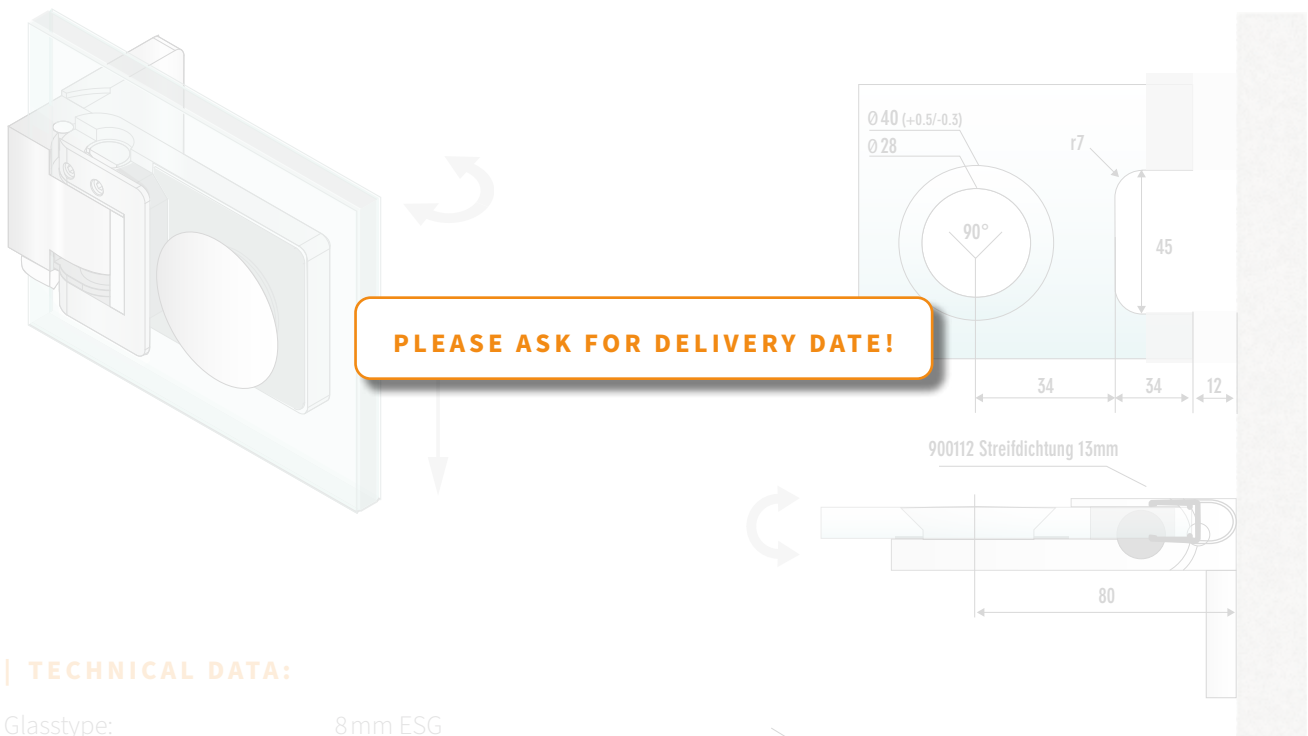 Ø 40 (+0.5/-0.3)
Ø 28
r7
90°
45
PLEASE ASK FOR DELIVERY DATE!
34
34
12
900112 Streifdichtung 13mm
80
| TECHNICAL DATA:
Glasstype: 8 mm ESG